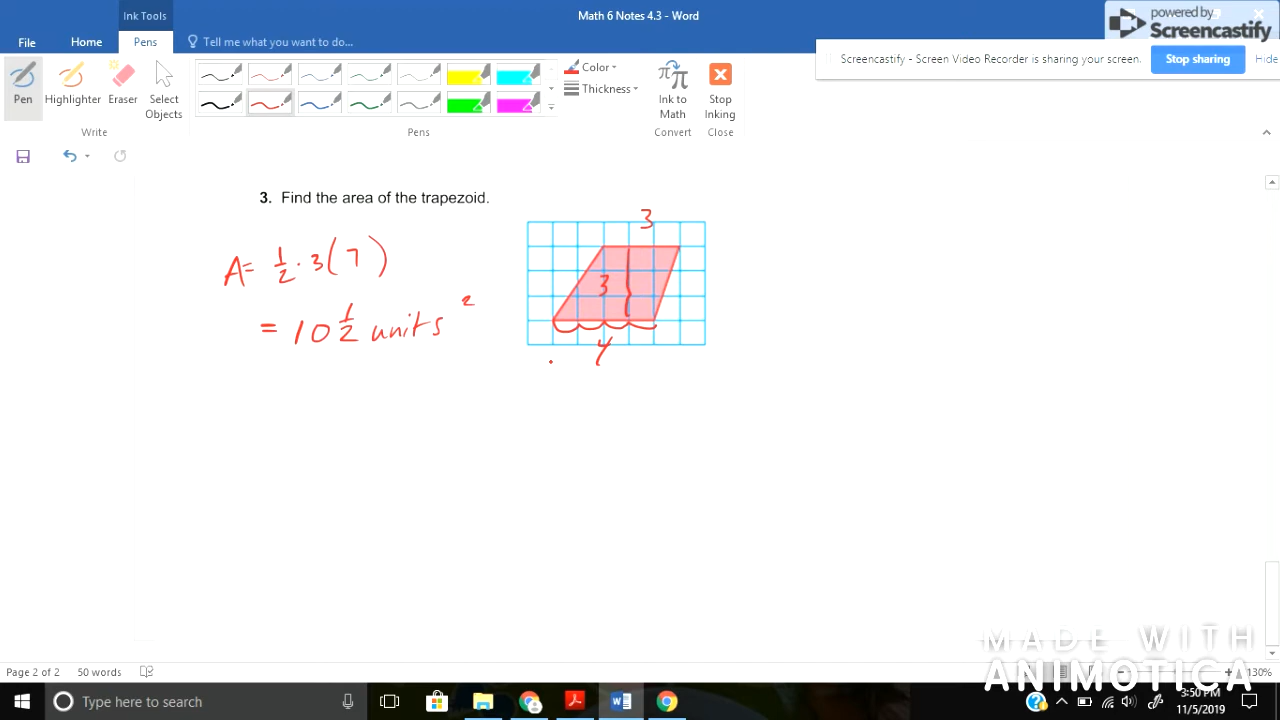 Ink Tools
Math 6 Notes 4.3 - Word
powered by
Screencastify
File
Home
Pens
Tell me what you want to do...
Screencastify - Screen Video Recorder is sharing your screen.
Stop sharing
Hide
Pen
Highlighter
Eraser
Select
Objects
Color
Thickness
Ink to
Math
Stop
Inking
Write
Pens
Convert
Close
3. Find the area of the trapezoid.
3
A = 1/2 · 3(7)
3
= 10 1/2 units²
4
MADE WITH
ANIMOTICA
Page 2 of 2
50 words
130%
Type here to search
3:50 PM
11/5/2019